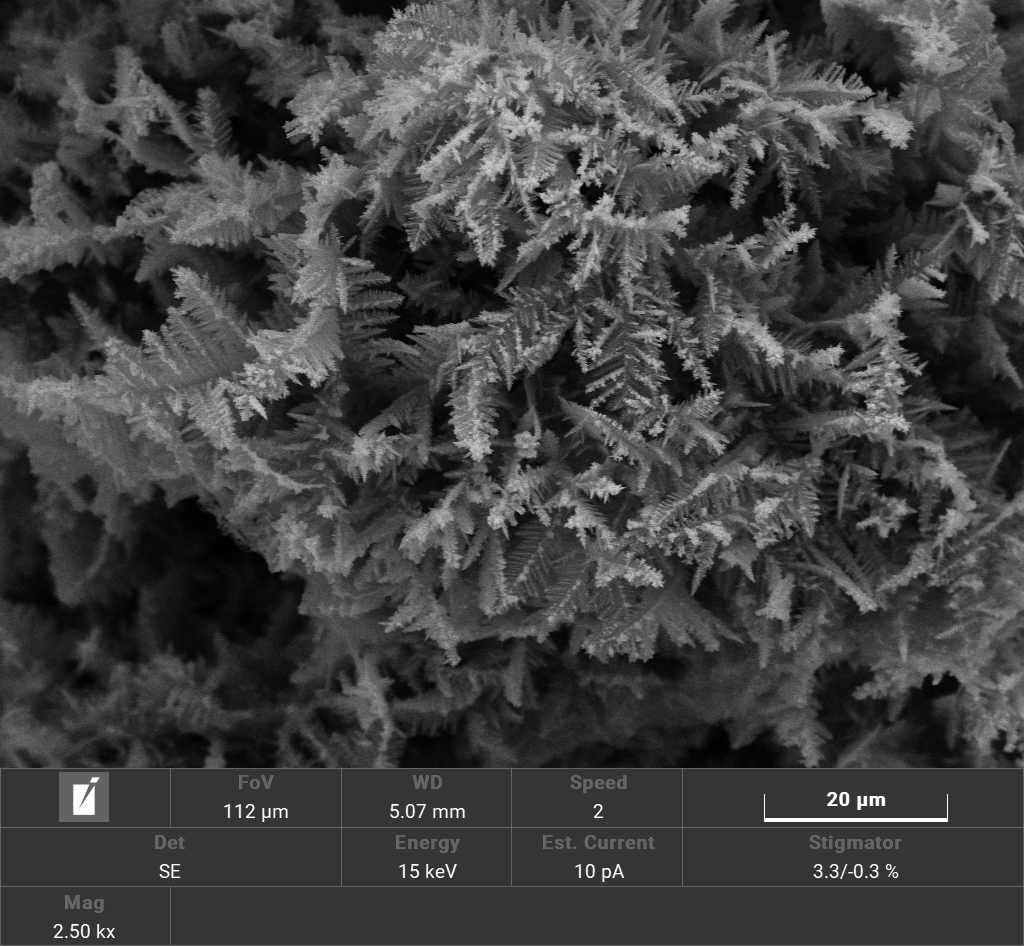 FoV
112 µm
WD
5.07 mm
Speed
2
20 µm
Det
SE
Energy
15 keV
Est. Current
10 pA
Stigmator
3.3/-0.3 %
Mag
2.50 kx